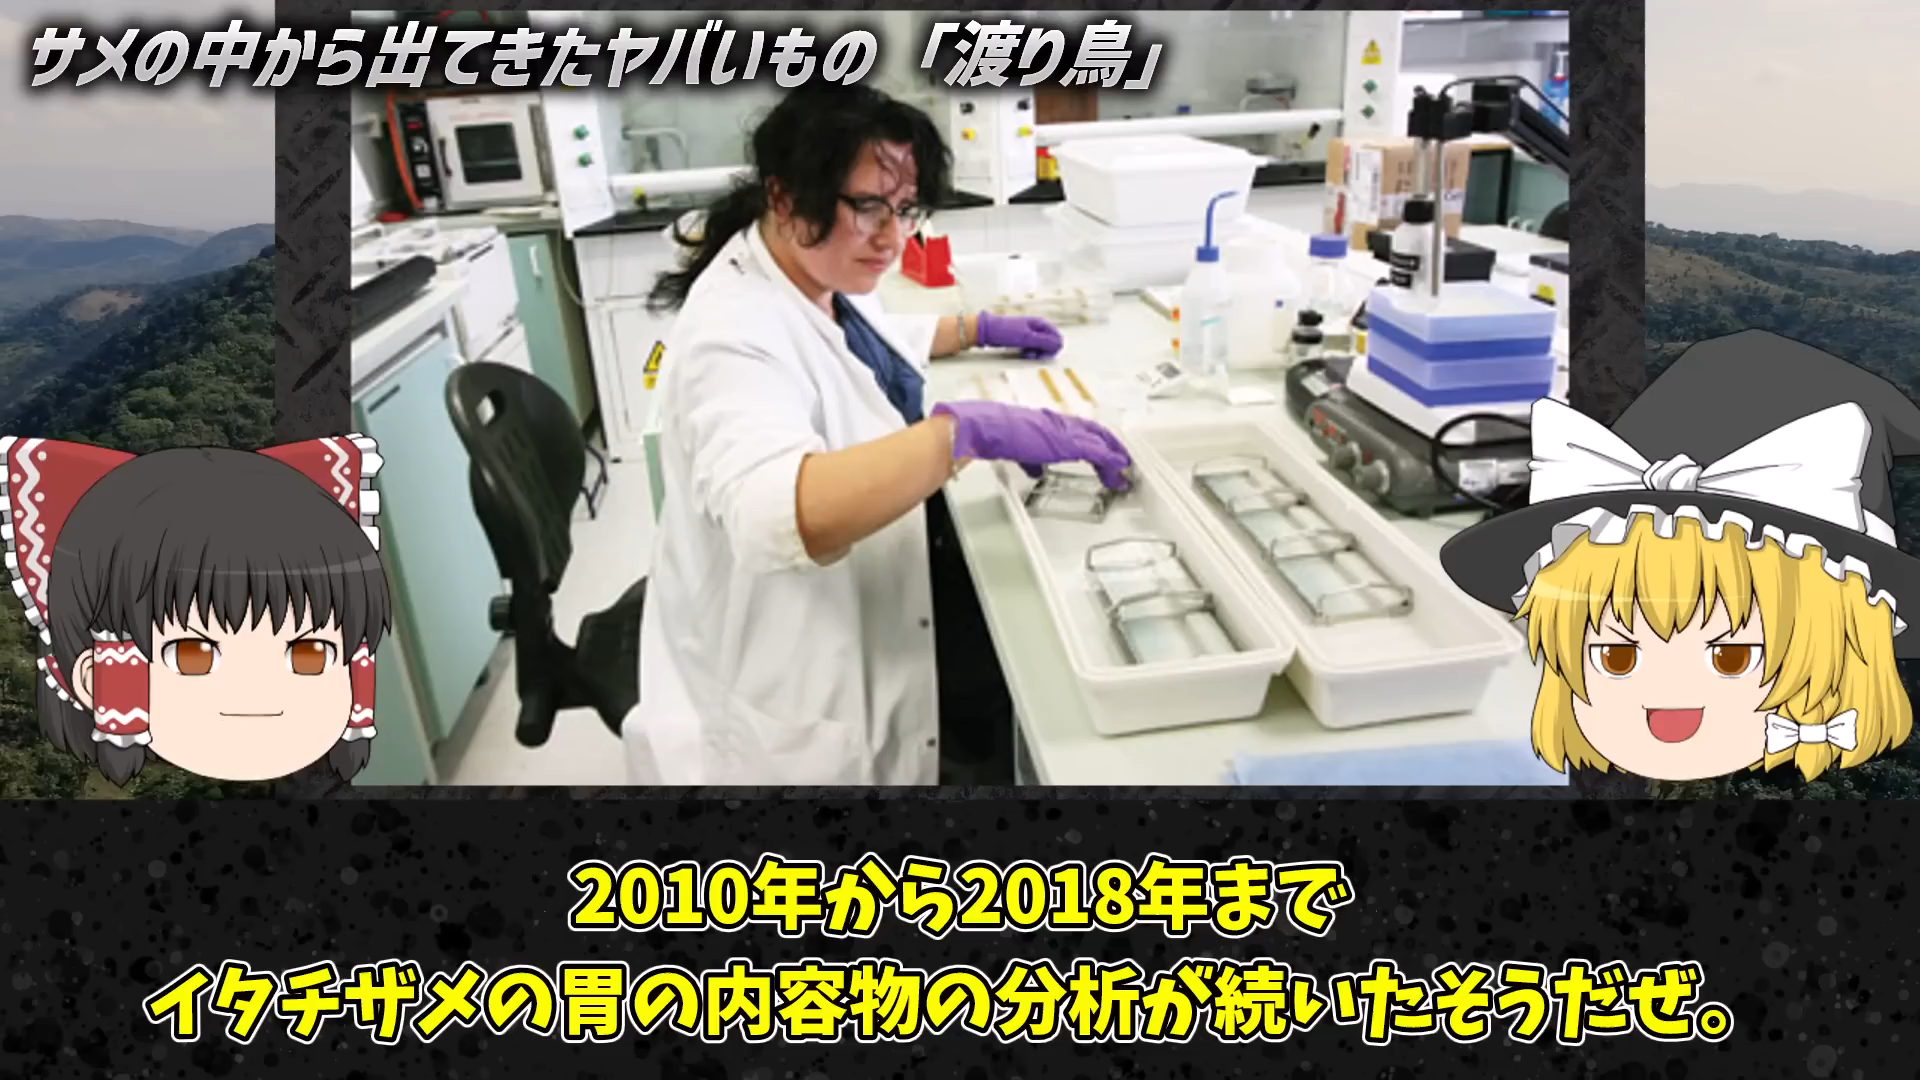 サメの中から出てきたヤバいもの「渡り鳥」
2010年から2018年まで
イタチザメの胃の内容物の分析が続いたそうだぜ。